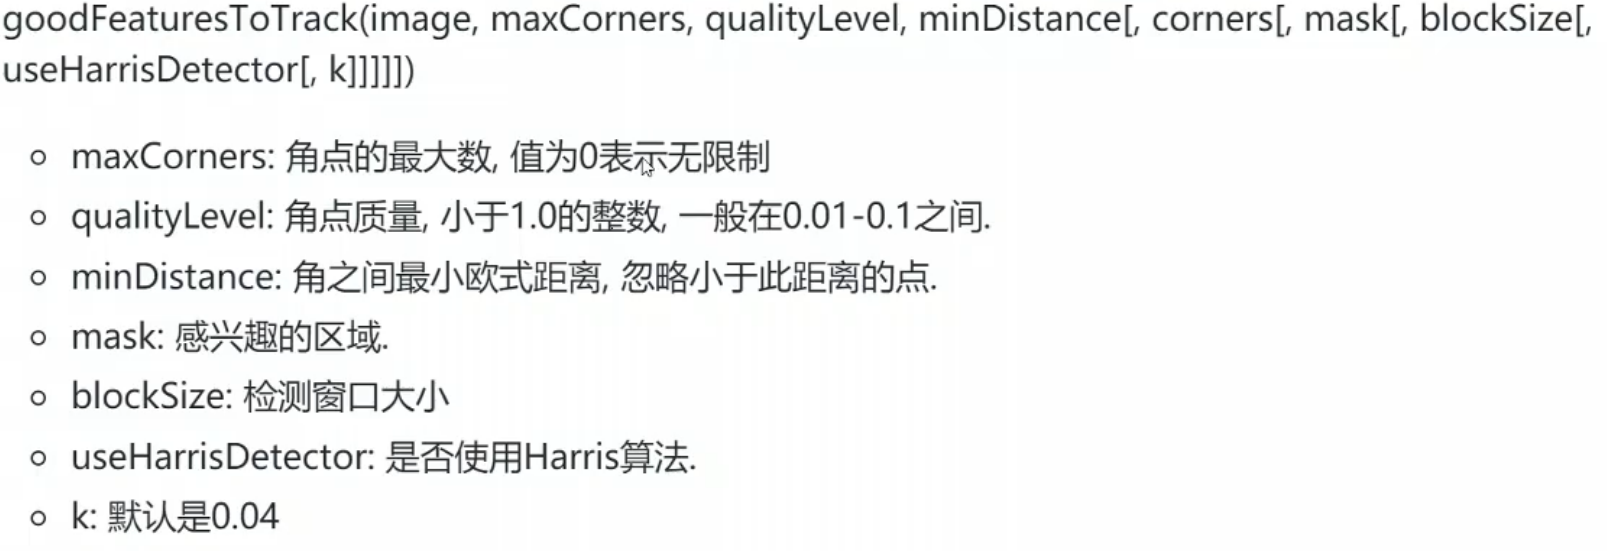 goodFeaturesToTrack(image, maxCorners, qualityLevel, minDistance[, corners[, mask[, blockSize[,
useHarrisDetector[, k]]]]])
maxCorners: 角点的最大数, 值为0表示无限制
qualityLevel: 角点质量, 小于1.0的整数, 一般在0.01-0.1之间.
minDistance: 角之间最小欧式距离, 忽略小于此距离的点.
mask: 感兴趣的区域.
blockSize: 检测窗口大小
useHarrisDetector: 是否使用Harris算法.
k: 默认是0.04